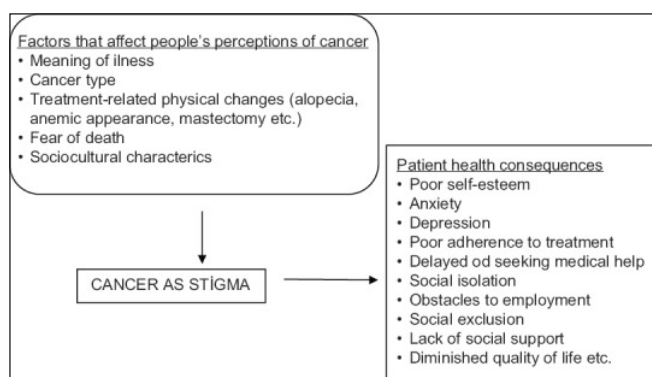 Factors that affect people's perceptions of cancer
• Meaning of ilness
• Cancer type
• Treatment-related physical changes (alopecia,
anemic appearance, mastectomy etc.)
• Fear of death
• Sociocultural characterics
CANCER AS STİGMA
Patient health consequences
• Poor self-esteem
• Anxiety
• Depression
• Poor adherence to treatment
• Delayed od seeking medical help
• Social isolation
• Obstacles to employment
• Social exclusion
• Lack of social support
• Diminished quality of life etc.